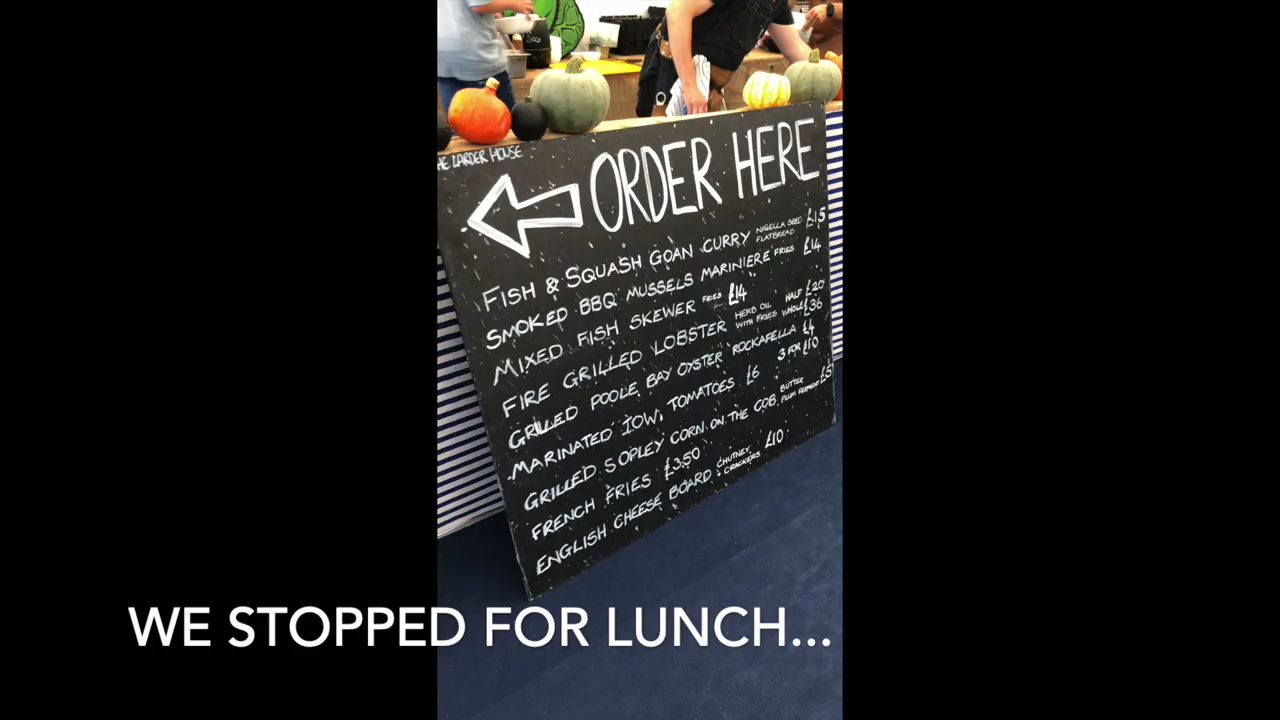 HE LARDER HOUSE
ORDER HERE
FISH & SQUASH GOAN CURRY NIGELLA SEED FLATBREAD £15
SMOKED BBQ MUSSELS MARINIERE FRIES £14
MIXED FISH SKEWER FRIES £14
FIRE GRILLED LOBSTER HERB OIL WITH FRIES HALF £20 WHOLE £36
GRILLED POOLE BAY OYSTER ROCKAFELLA £4
3 FOR £10
MARINATED IOW TOMATOES £6
GRILLED SOPLEY CORN ON THE COB BUTTER PLUM FERMENT £5
FRENCH FRIES £3.50
ENGLISH CHEESE BOARD CHUTNEY & CRACKERS £10
WE STOPPED FOR LUNCH...